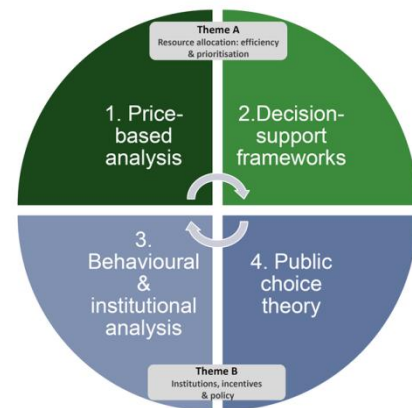 Theme A
Resource allocation: efficiency
& prioritisation
1. Price-
based
analysis
2.Decision-
support
frameworks
3.
Behavioural
&
institutional
analysis
4. Public
choice
theory
Theme B
Institutions, incentives
& policy